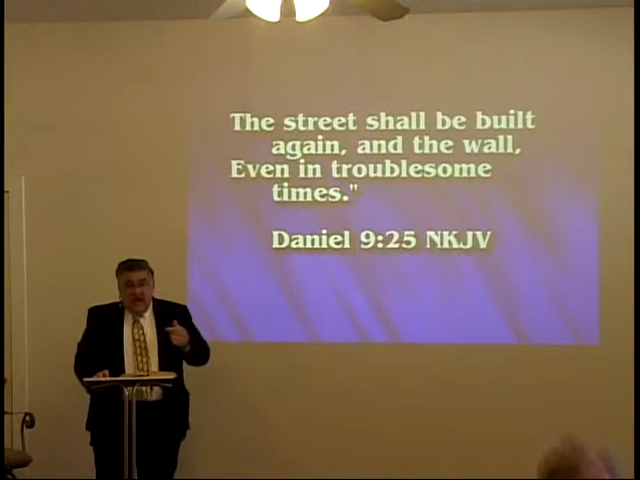 The street shall be built
again, and the wall,
Even in troublesome
times."
Daniel 9:25 NKJV